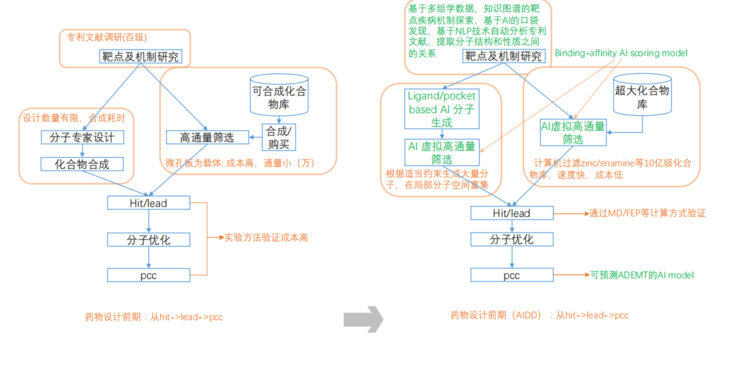 专利文献调研(百级)
靶点及机制研究
设计数量有限，合成耗时
分子专家设计
化合物合成
高通量筛选
可合成化合
物库
合成/
购买
微孔板为载体: 成本高，通量小（万）
Hit/lead
分子优化
pcc
实验方法验证成本高
药物设计前期：从hit->lead->pcc
基于多组学数据，知识图谱的靶
点疾病机制探素，基于AI的口袋
发现，基于NLP技术自动分析专利
文献，提取分子结构和性质之间
的关系
靶点及机制研究
Binding-affinity AI scoring model
Ligand/pocket
based AI 分子
生成
AI 虚拟高通量
筛选
根据适当约束生成大量分
子，在局部分子空间富集
AI虚拟高通量
筛选
超大化合物
库
计算机过滤zinc/enamine等10亿级化合
物库，速度快，成本低
Hit/lead
通过MD/FEP等计算方式验证
分子优化
pcc
可预测ADEMT的AI model
药物设计前期（AIDD）：从hit->lead->pcc